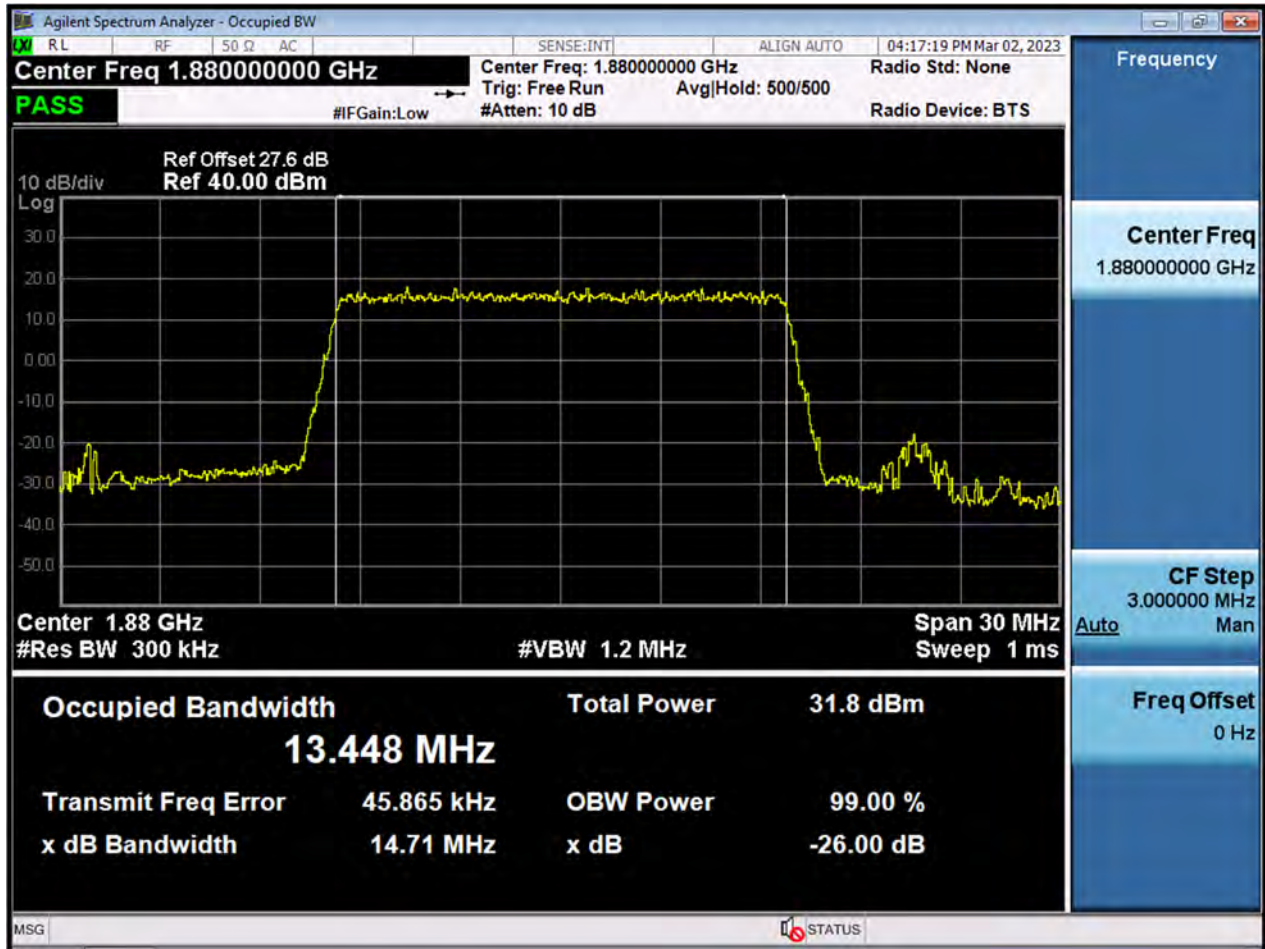 Agilent Spectrum Analyzer - Occupied BW
LXI RL RF 50 Ω AC SENSE:INT ALIGN AUTO 04:17:19 PM Mar 02, 2023
Center Freq 1.880000000 GHz
Center Freq: 1.880000000 GHz Radio Std: None
Trig: Free Run Avg|Hold: 500/500
PASS
#IFGain:Low #Atten: 10 dB Radio Device: BTS
Ref Offset 27.6 dB
10 dB/div Ref 40.00 dBm
Log
30.0
20.0
10.0
0.00
-10.0
-20.0
-30.0
-40.0
-50.0
Center 1.88 GHz Span 30 MHz
#Res BW 300 kHz #VBW 1.2 MHz Sweep 1 ms
Occupied Bandwidth Total Power 31.8 dBm
13.448 MHz
Transmit Freq Error 45.865 kHz OBW Power 99.00 %
x dB Bandwidth 14.71 MHz x dB -26.00 dB
MSG STATUS
Frequency
Center Freq
1.880000000 GHz
CF Step
3.000000 MHz
Auto Man
Freq Offset
0 Hz